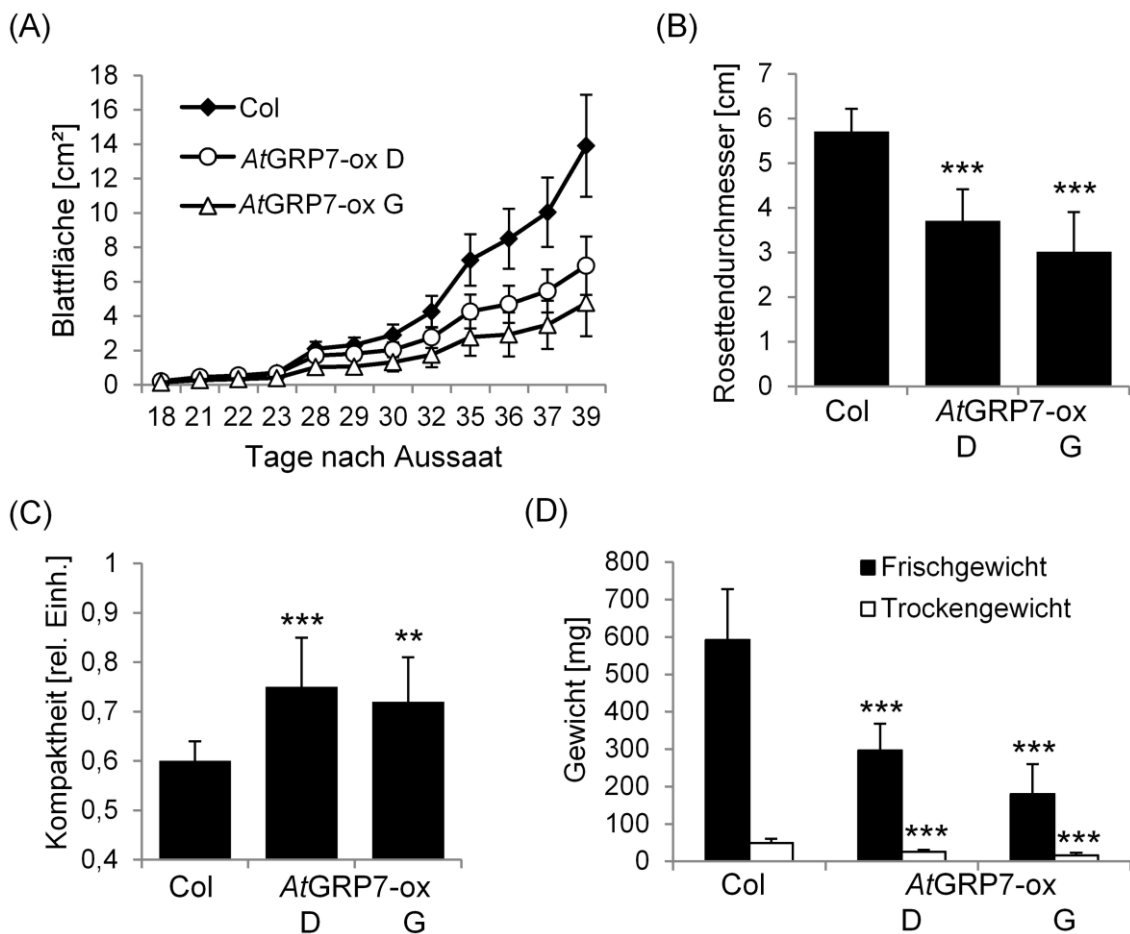 (A)
Blattfläche [cm²]
18
16
14
12
10
8
6
4
2
0
Col
AtGRP7-ox D
AtGRP7-ox G
18 21 22 23 28 29 30 32 35 36 37 39
Tage nach Aussaat
(B)
Rosettendurchmesser [cm]
7
6
5
4
3
2
1
0
***
***
Col AtGRP7-ox
D G
(C)
Kompaktheit [rel. Einh.]
1
0,9
0,8
0,7
0,6
0,5
0,4
***
**
Col AtGRP7-ox
D G
(D)
Gewicht [mg]
800
700
600
500
400
300
200
100
0
Frischgewicht
Trockengewicht
***
***
***
***
Col AtGRP7-ox
D G